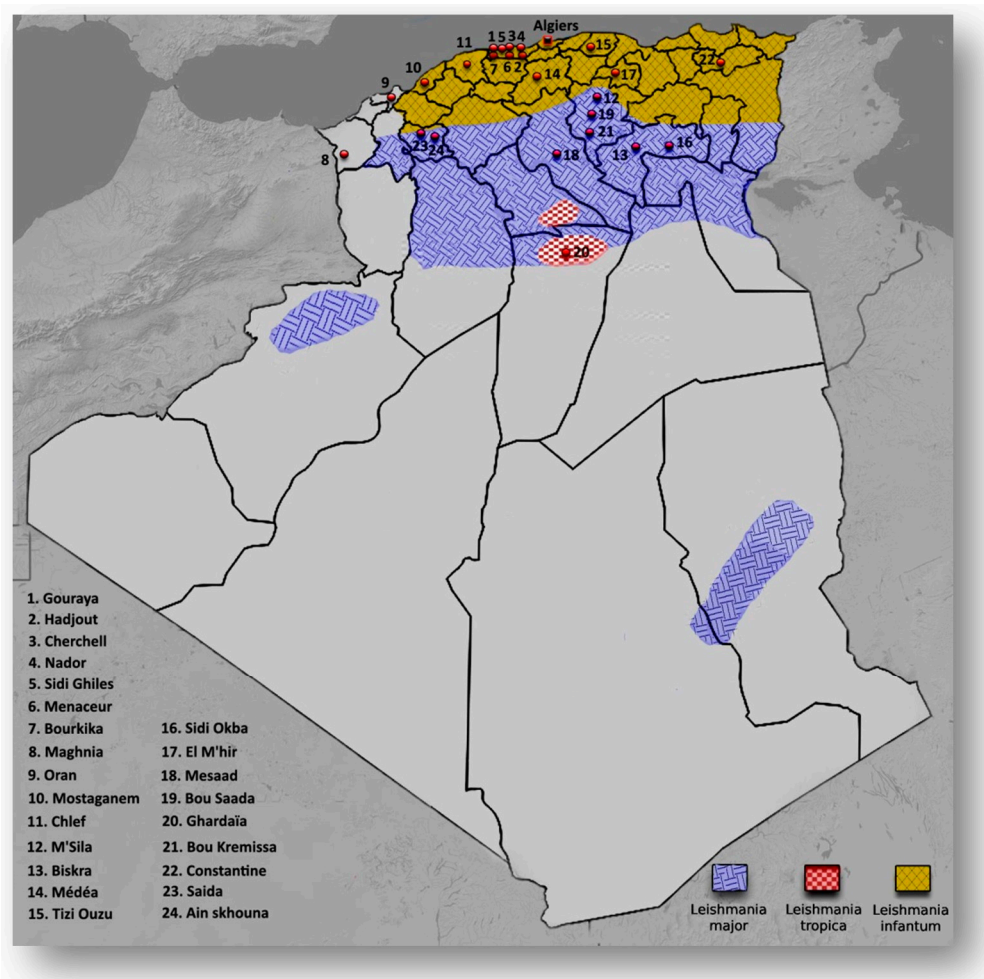 Algiers
1 5 3 4
11
15
7 6 2
22
10
14
17
9
12
19
21
23
24
8
18
13
16
20
1. Gouraya
2. Hadjout
3. Cherchell
4. Nador
5. Sidi Ghiles
6. Menaceur
7. Bourkika
8. Maghnia
9. Oran
10. Mostaganem
11. Chlef
12. M'Sila
13. Biskra
14. Médéa
15. Tizi Ouzu
16. Sidi Okba
17. El M'hir
18. Mesaad
19. Bou Saada
20. Ghardaïa
21. Bou Kremissa
22. Constantine
23. Saida
24. Ain skhouna
Leishmania
major
Leishmania
tropica
Leishmania
infantum